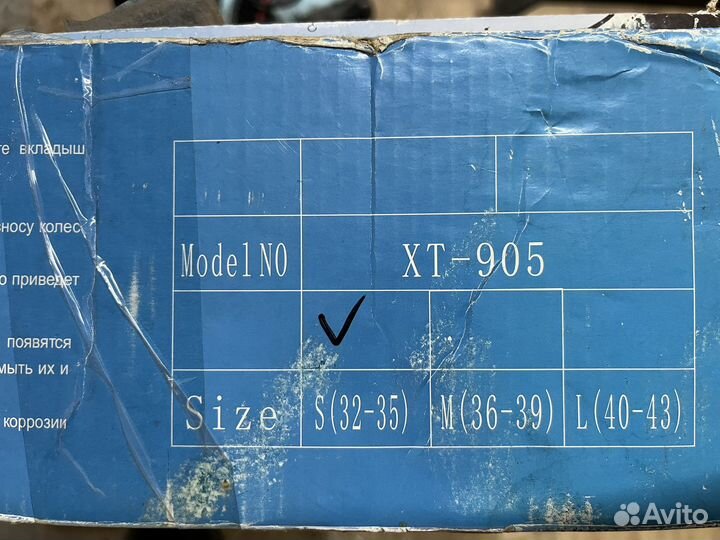 те вкладыш
зносу колес
о приведет
появятся
мыть их и
коррозии
Model NO XT-905
✓
Size S(32-35) M(36-39) L(40-43)
Avito